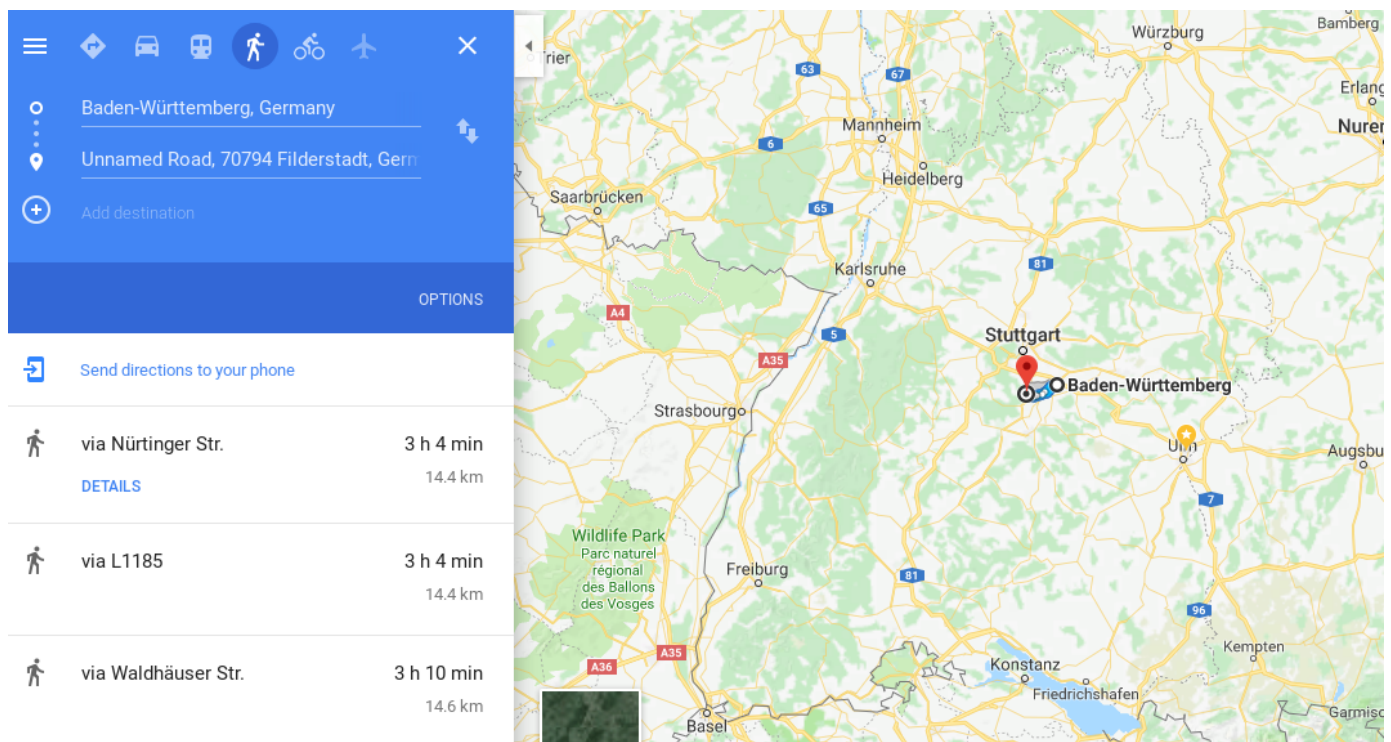 Baden-Württemberg, Germany
Unnamed Road, 70794 Filderstadt, Germ
Add destination
OPTIONS
Send directions to your phone
via Nürtinger Str. 3 h 4 min
14.4 km
DETAILS
via L1185 3 h 4 min
14.4 km
via Waldhäuser Str. 3 h 10 min
14.6 km
Bamberg
Würzburg
rier
63
67
Erlang
Mannheim
Nurem
6
Heidelberg
Saarbrücken
65
Karlsruhe
81
A4
5
Stuttgart
A35
Baden-Württemberg
Strasbourg
Ulm
Augsbu
7
Wildlife Park
Parc naturel
régional
des Ballons
des Vosges
Freiburg
81
96
A35
Kempten
A36
Konstanz
Friedrichshafen
Garmisc
Basel